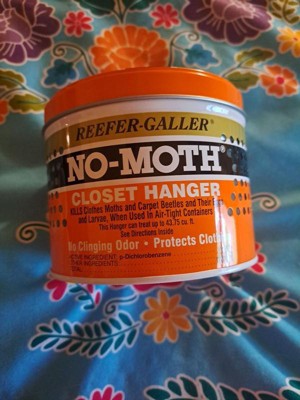 REEFER-GALLER®
NO-MOTH®
CLOSET HANGER
KILLS Clothes Moths and Carpet Beetles and Their
and Larvae, When Used In Air-Tight Containers
This Hanger can treat up to 43.75 cu. ft.
See Directions Inside
No Clinging Odor • Protects
ACTIVE INGREDIENT: p-Dichlorobenzene
INGREDIENTS